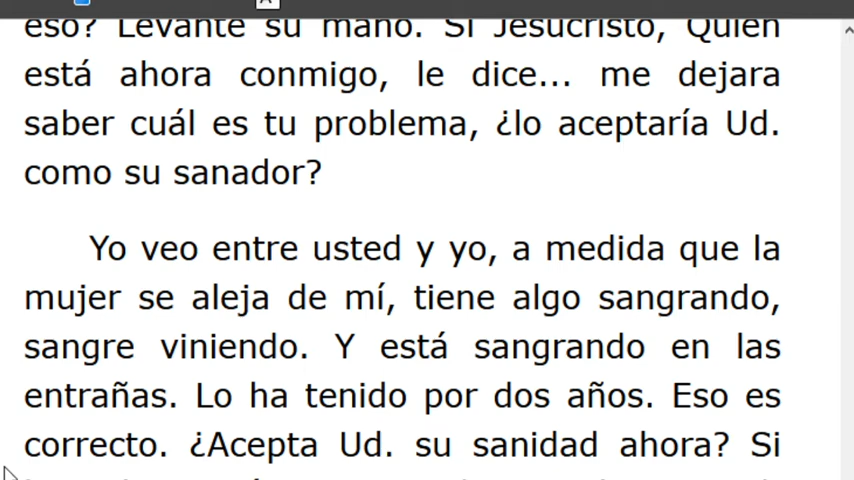 eso? Levante su mano. Si Jesucristo, Quien
está ahora conmigo, le dice... me dejara
saber cuál es tu problema, ¿lo aceptaría Ud.
como su sanador?
Yo veo entre usted y yo, a medida que la
mujer se aleja de mí, tiene algo sangrando,
sangre viniendo. Y está sangrando en las
entrañas. Lo ha tenido por dos años. Eso es
correcto. ¿Acepta Ud. su sanidad ahora? Si